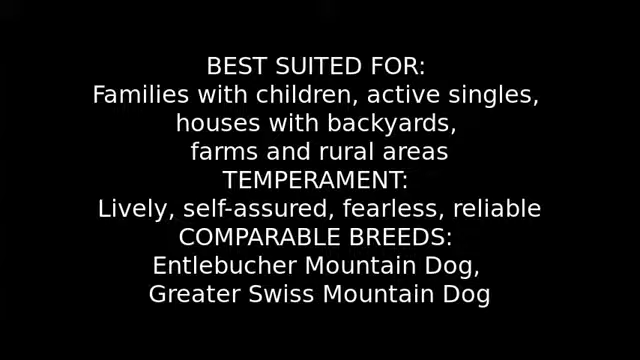 BEST SUITED FOR:
Families with children, active singles,
houses with backyards,
farms and rural areas
TEMPERAMENT:
Lively, self-assured, fearless, reliable
COMPARABLE BREEDS:
Entlebucher Mountain Dog,
Greater Swiss Mountain Dog